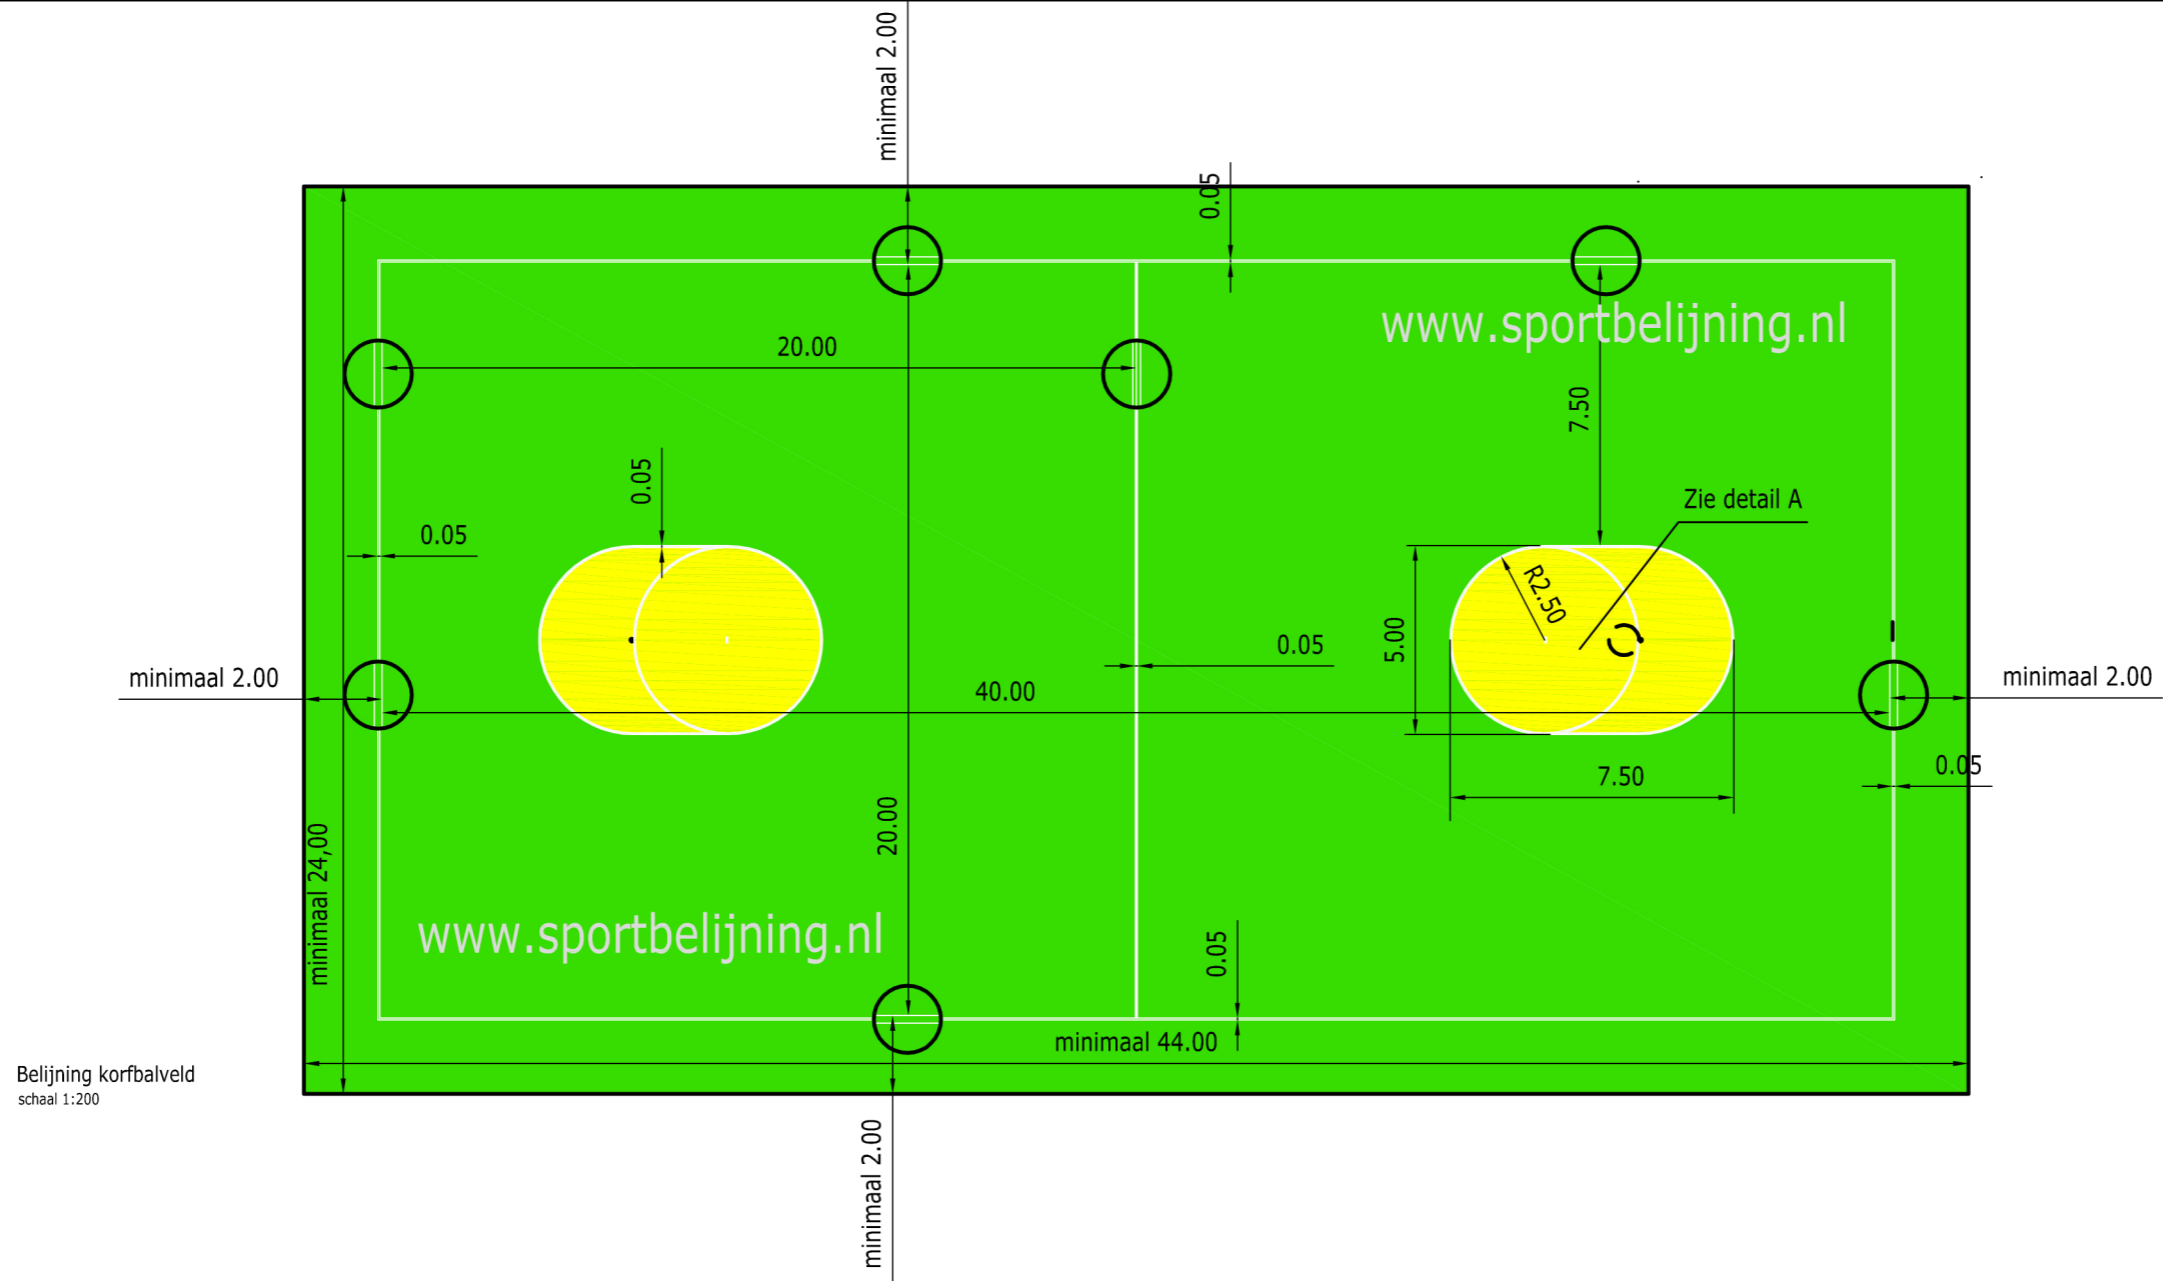 minimaal 2.00
0.05
www.sportbelijning.nl
20.00
7.50
0.05
Zie detail A
0.05
R2.50
5.00
0.05
minimaal 2.00
40.00
minimaal 2.00
0.05
7.50
20.00
minimaal 24,00
www.sportbelijning.nl
0.05
minimaal 44.00
Belijning korfbalveld
schaal 1:200
minimaal 2.00